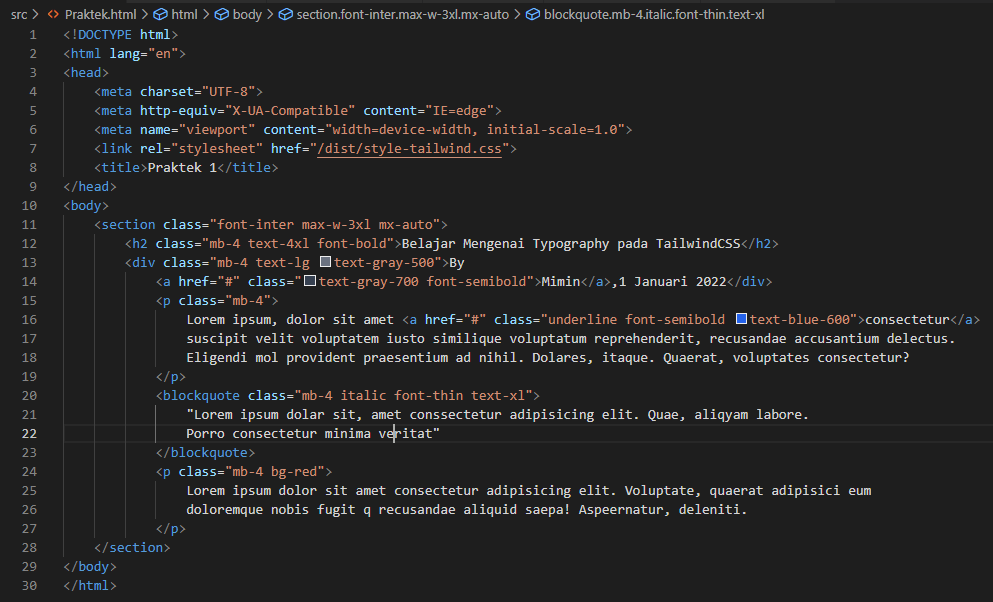 src > Praktek.html > html > body > section.font-inter.max-w-3xl.mx-auto > blockquote.mb-4.italic.font-thin.text-xl
1 <!DOCTYPE html>
2 <html lang="en">
3 <head>
4 <meta charset="UTF-8">
5 <meta http-equiv="X-UA-Compatible" content="IE=edge">
6 <meta name="viewport" content="width=device-width, initial-scale=1.0">
7 <link rel="stylesheet" href="/dist/style-tailwind.css">
8 <title>Praktek 1</title>
9 </head>
10 <body>
11 <section class="font-inter max-w-3xl mx-auto">
12 <h2 class="mb-4 text-4xl font-bold">Belajar Mengenai Typography pada TailwindCSS</h2>
13 <div class="mb-4 text-lg text-gray-500">By
14 <a href="#" class="text-gray-700 font-semibold">Mimin</a>,1 Januari 2022</div>
15 <p class="mb-4">
16 Lorem ipsum, dolor sit amet <a href="#" class="underline font-semibold text-blue-600">consectetur</a>
17 suscipit velit voluptatem iusto similique voluptatum reprehenderit, recusandae accusantium delectus.
18 Eligendi mol provident praesentium ad nihil. Dolares, itaque. Quaerat, voluptates consectetur?
19 </p>
20 <blockquote class="mb-4 italic font-thin text-xl">
21 "Lorem ipsum dolar sit, amet conssectetur adipisicing elit. Quae, aliqyam labore.
22 Porro consectetur minima veritat"
23 </blockquote>
24 <p class="mb-4 bg-red">
25 Lorem ipsum dolor sit amet consectetur adipisicing elit. Voluptate, quaerat adipisici eum
26 doloremque nobis fugit q recusandae aliquid saepa! Aspeernatur, deleniti.
27 </p>
28 </section>
29 </body>
30 </html>